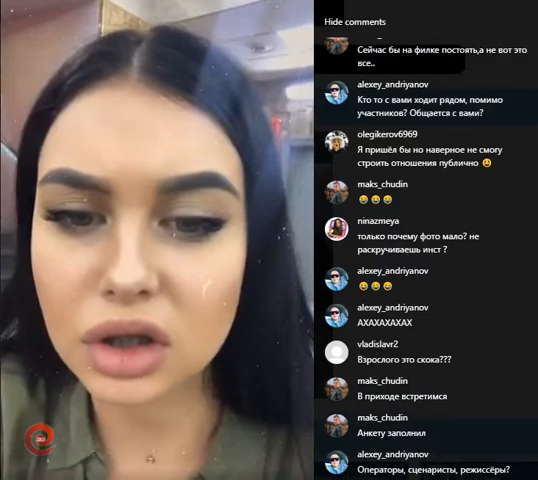 Hide comments
Сейчас бы на филке постоять,а не вот это
все..
alexey_andriyanov
Кто то с вами ходит рядом, помимо
участников? Общается с вами?
olegikerov6969
Я пришёл бы но наверное не смогу
строить отношения публично 😃
maks_chudin
😂😂😂
ninazmeya
только почему фото мало? не
раскручиваешь инст ?
alexey_andriyanov
😂😂😂
alexey_andriyanov
АХАХАХАХАХ
vladislavr2
Взрослого это скока???
maks_chudin
В приходе встретимся
maks_chudin
Анкету заполнил
alexey_andriyanov
Операторы, сценаристы, режиссёры?